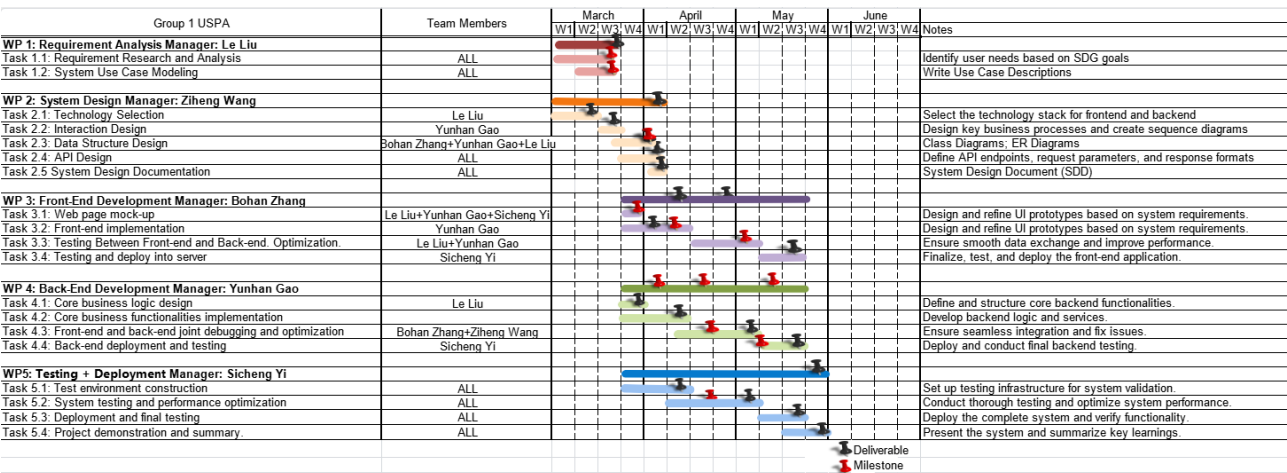 Group 1 USPA Team Members March April May June
W1 W2 W3 W4 W1 W2 W3 W4 W1 W2 W3 W4 W1 W2 W3 W4 Notes
WP 1: Requirement Analysis Manager: Le Liu
Task 1.1: Requirement Research and Analysis ALL Identify user needs based on SDG goals
Task 1.2: System Use Case Modeling ALL Write Use Case Descriptions
WP 2: System Design Manager: Ziheng Wang
Task 2.1: Technology Selection Le Liu Select the technology stack for frontend and backend
Task 2.2: Interaction Design Yunhan Gao Design key business processes and create sequence diagrams
Task 2.3: Data Structure Design Bohan Zhang+Yunhan Gao+Le Liu Class Diagrams; ER Diagrams
Task 2.4: API Design ALL Define API endpoints, request parameters, and response formats
Task 2.5 System Design Documentation ALL System Design Document (SDD)
WP 3: Front-End Development Manager: Bohan Zhang
Task 3.1: Web page mock-up Le Liu+Yunhan Gao+Sicheng Yi Design and refine UI prototypes based on system requirements.
Task 3.2: Front-end implementation Yunhan Gao Design and refine UI prototypes based on system requirements.
Task 3.3: Testing Between Front-end and Back-end. Optimization. Le Liu+Yunhan Gao Ensure smooth data exchange and improve performance.
Task 3.4: Testing and deploy into server Sicheng Yi Finalize, test, and deploy the front-end application.
WP 4: Back-End Development Manager: Yunhan Gao
Task 4.1: Core business logic design Le Liu Define and structure core backend functionalities.
Task 4.2: Core business functionalities implementation Develop backend logic and services.
Task 4.3: Front-end and back-end joint debugging and optimization Bohan Zhang+Ziheng Wang Ensure seamless integration and fix issues.
Task 4.4: Back-end deployment and testing Sicheng Yi Deploy and conduct final backend testing.
WP5: Testing + Deployment Manager: Sicheng Yi
Task 5.1: Test environment construction ALL Set up testing infrastructure for system validation.
Task 5.2: System testing and performance optimization ALL Conduct thorough testing and optimize system performance.
Task 5.3: Deployment and final testing ALL Deploy the complete system and verify functionality.
Task 5.4: Project demonstration and summary. ALL Present the system and summarize key learnings.
Deliverable
Milestone